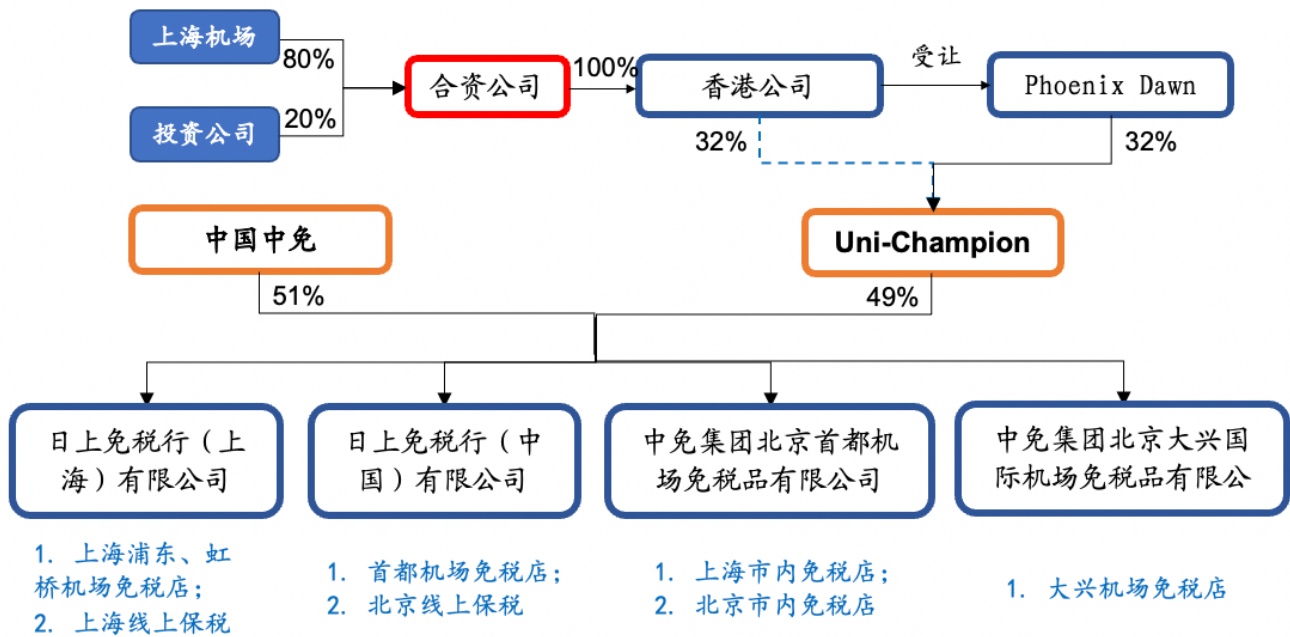 上海机场
80%
投资公司
20%
合资公司
100%
香港公司
受让
Phoenix Dawn
32%
32%
中国中免
Uni-Champion
51%
49%
日上免税行（上
海）有限公司
日上免税行（中
国）有限公司
中免集团北京首都机
场免税品有限公司
中免集团北京大兴国
际机场免税品有限公
1. 上海浦东、虹
桥机场免税店；
2. 上海线上保税
1. 首都机场免税店；
2. 北京线上保税
1. 上海市内免税店；
2. 北京市内免税店
1. 大兴机场免税店